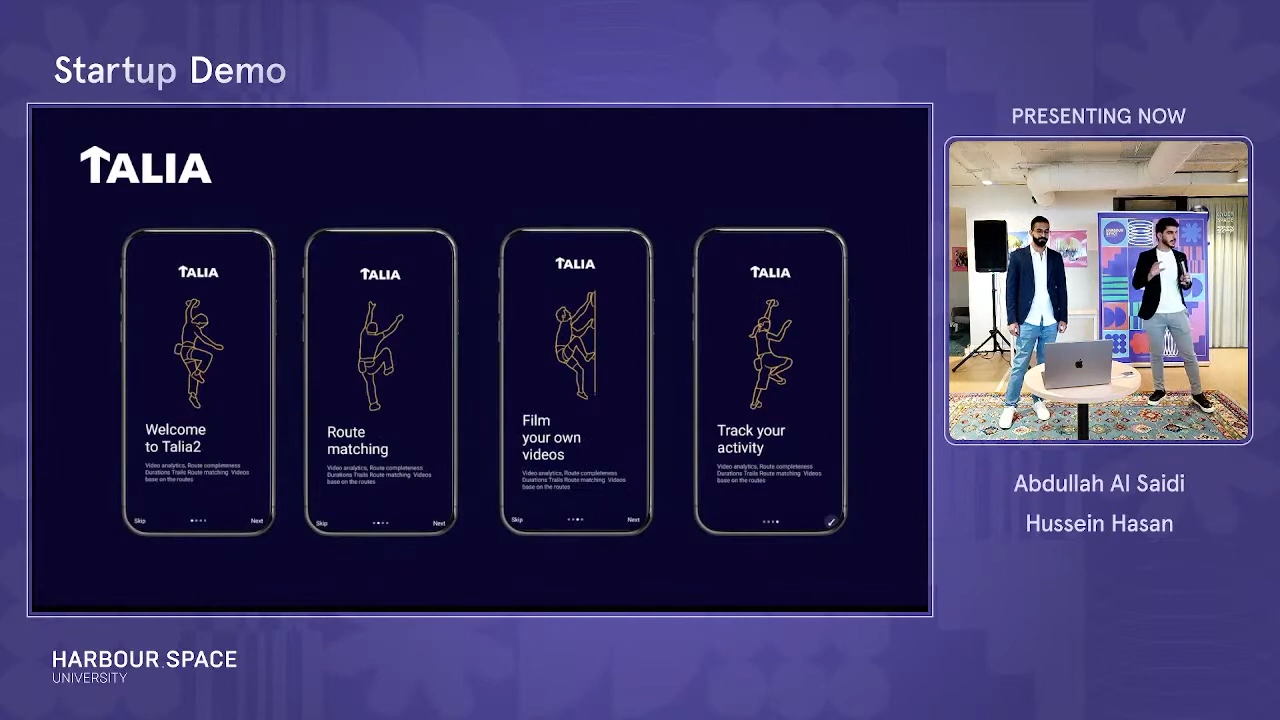 Startup Demo
PRESENTING NOW
TALIA
TALIA
Welcome
to Talia2
Video analytics, Route completeness
Durations Trails Route matching Videos
base on the routes
Skip
Next
TALIA
Route
matching
Video analytics, Route completeness
Durations Trails Route matching Videos
base on the routes
Skip
Next
TALIA
Film
your own
videos
Video analytics, Route completeness
Durations Trails Route matching Videos
base on the routes
Skip
Next
TALIA
Track your
activity
Video analytics, Route completeness
Durations Trails Route matching Videos
base on the routes
Abdullah Al Saidi
Hussein Hasan
HARBOUR.SPACE
UNIVERSITY